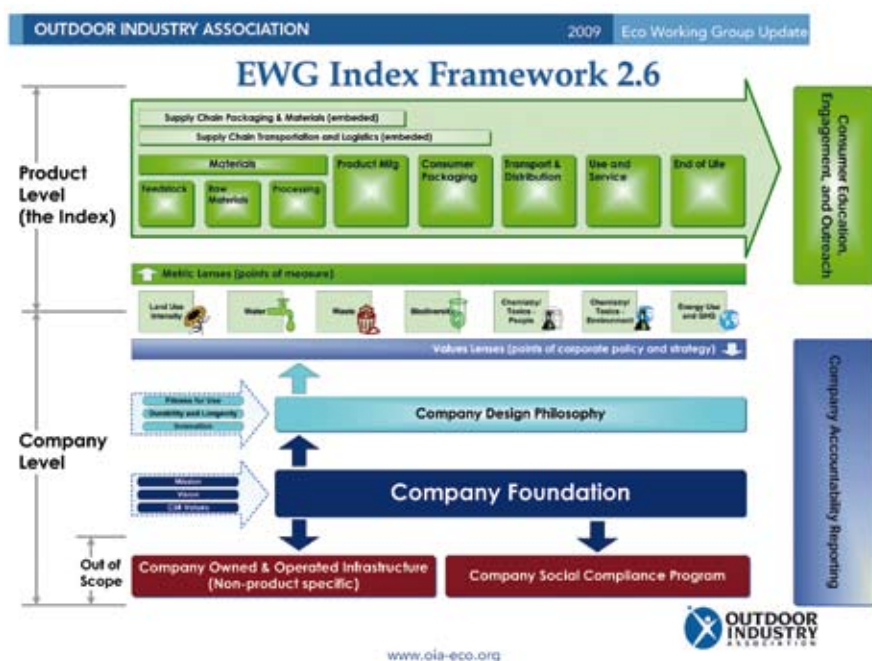 OUTDOOR INDUSTRY ASSOCIATION
2009
Eco Working Group Update
EWG Index Framework 2.6
Product
Level
(the Index)
Supply Chain Packaging & Materials (embeded)
Supply Chain Transportation and Logistics (embeded)
Materials
Feedstock
Raw
Materials
Processing
Product Mfg
Consumer
Packaging
Transport &
Distribution
Use and
Service
End of Life
Consumer Education,
Engagement, and Outreach
Metric Lenses (points of measure)
Land Use
Intensity
Water
Waste
Biodiversity
Chemistry/
Toxics -
People
Chemistry/
Toxics -
Environment
Energy Use
and GHG
Values Lenses (points of corporate policy and strategy)
Company
Level
Fitness for Use
Durability and Longevity
Innovation
Company Design Philosophy
Mission
Vision
CSR Values
Company Foundation
Company Accountability Reporting
Out of
Scope
Company Owned & Operated Infrastructure
(Non-product specific)
Company Social Compliance Program
OUTDOOR
INDUSTRY
ASSOCIATION
www.oia-eco.org